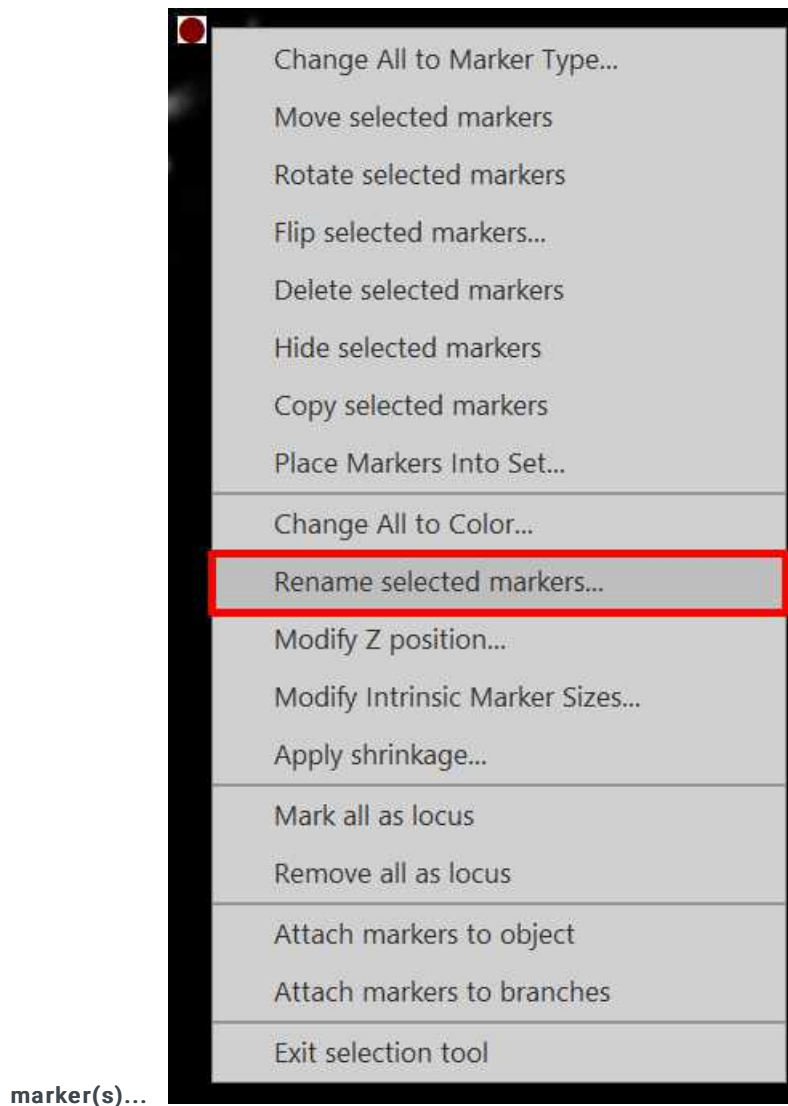 Change All to Marker Type...
Move selected markers
Rotate selected markers
Flip selected markers...
Delete selected markers
Hide selected markers
Copy selected markers
Place Markers Into Set...
Change All to Color...
Rename selected markers...
Modify Z position...
Modify Intrinsic Marker Sizes...
Apply shrinkage...
Mark all as locus
Remove all as locus
Attach markers to object
Attach markers to branches
Exit selection tool
marker(s)...